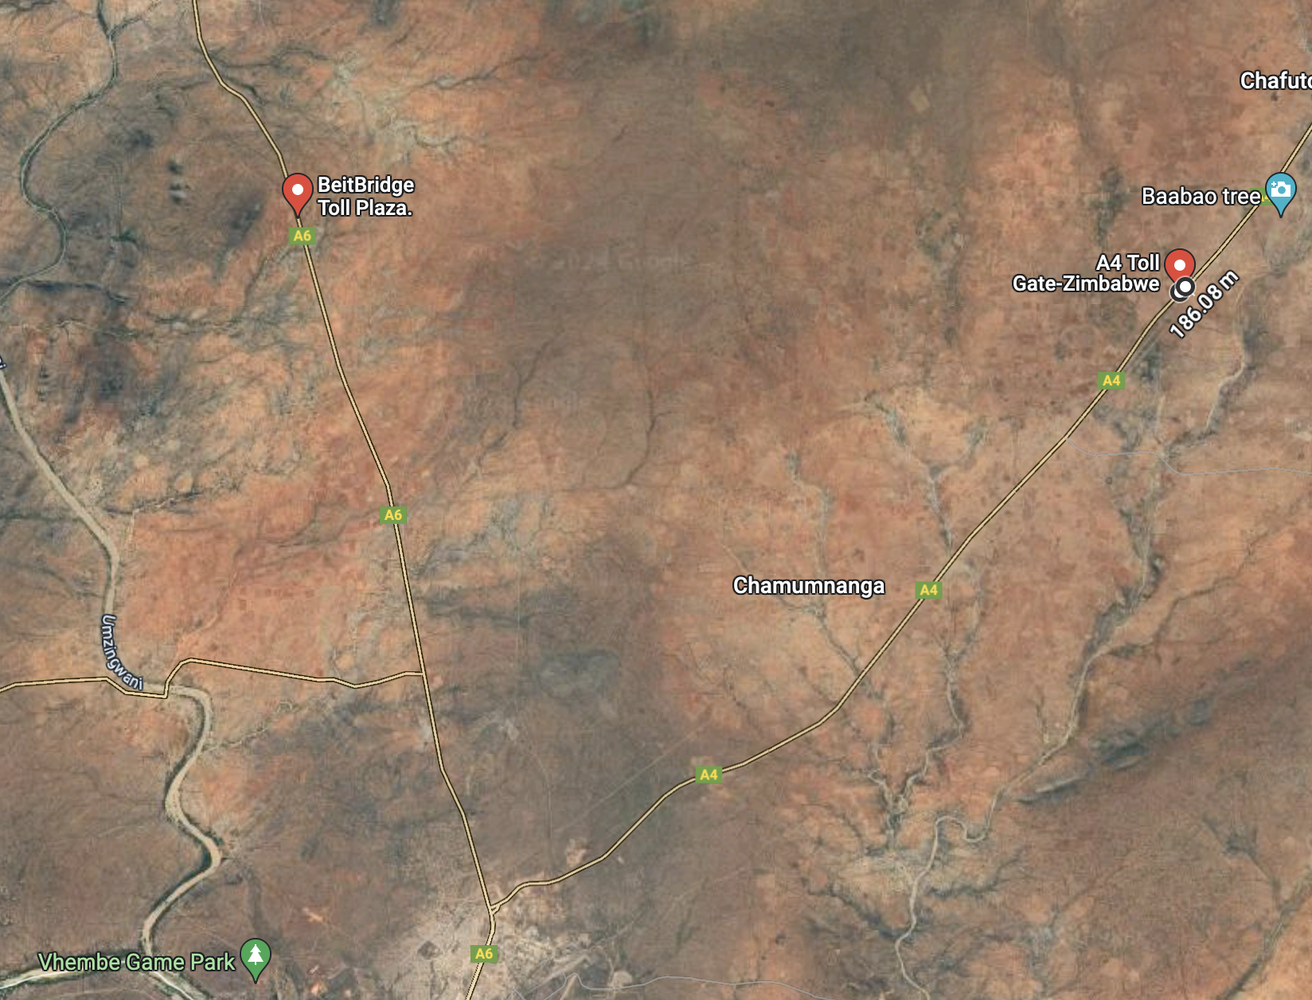 Chafuto
BeitBridge
Toll Plaza.
A6
Baabao tree
A4 Toll
Gate-Zimbabwe
186.08 m
A4
A6
Chamumnanga
A4
Umzingwani
A4
Vhembe Game Park
A6